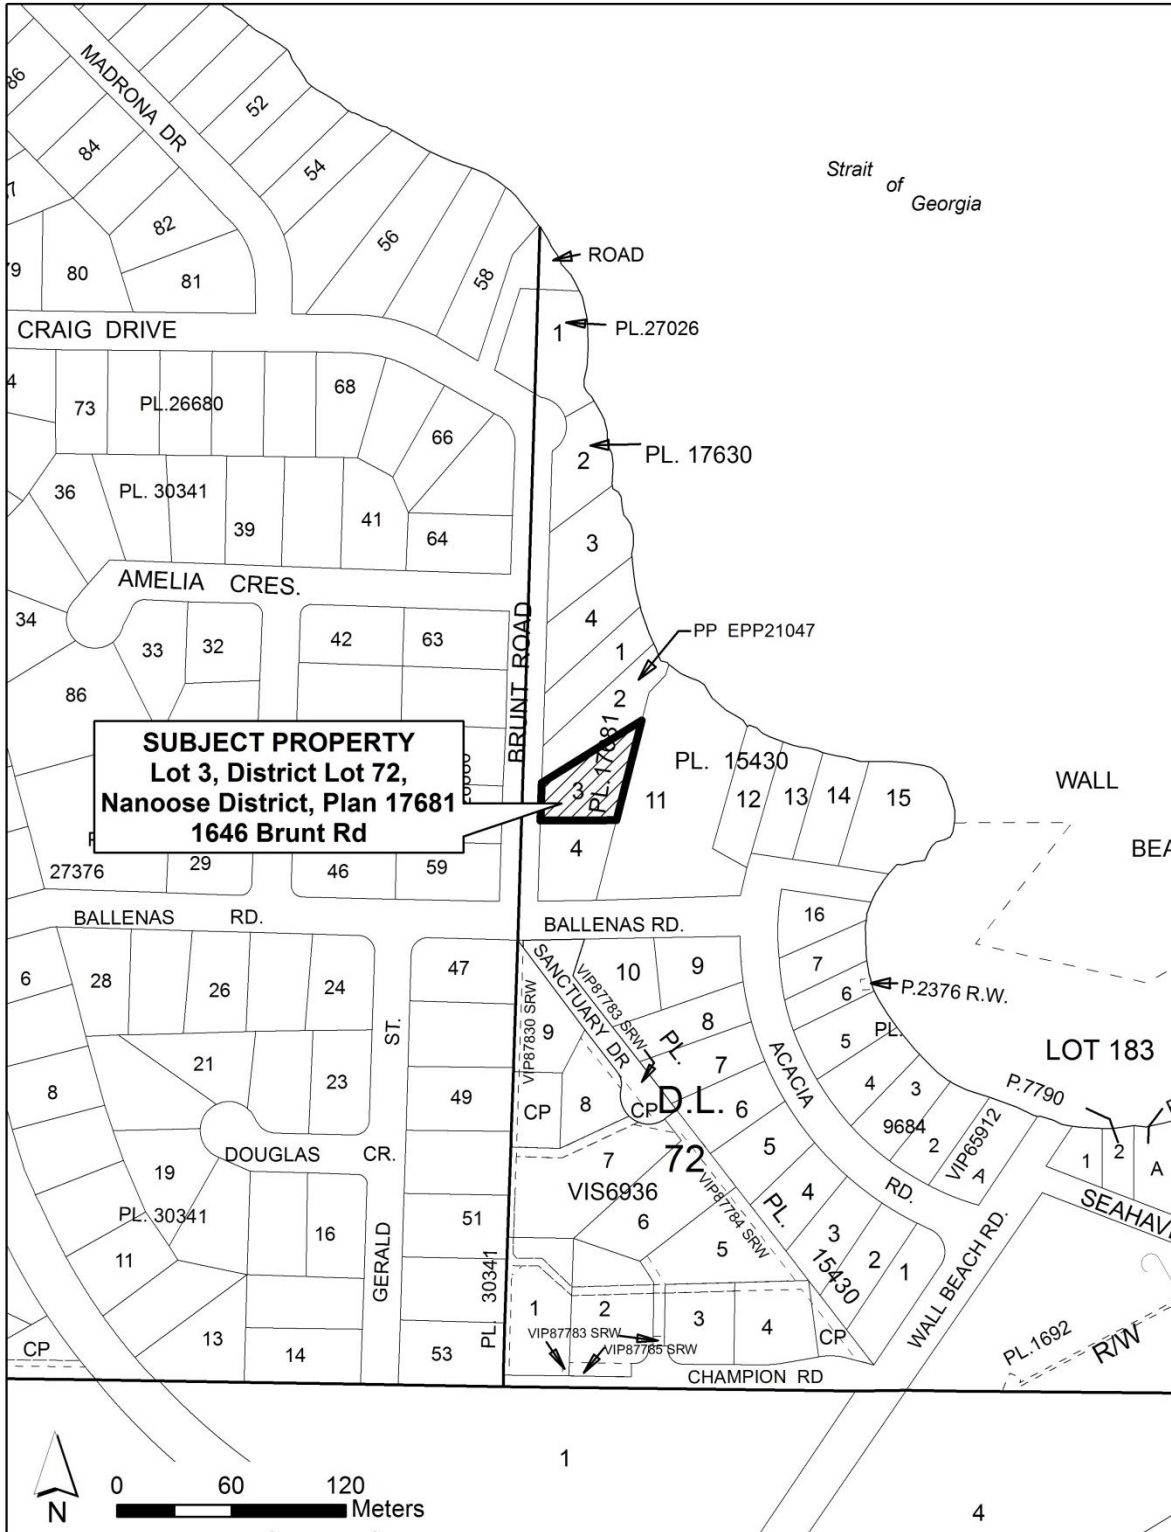 86
MADRONA DR
52
84
54
82
56
58
79
80
81
Strait
of
Georgia
ROAD
CRAIG DRIVE
1
PL.27026
4
73
PL.26680
68
66
2
PL. 17630
36
PL. 30341
39
41
64
3
AMELIA CRES.
34
33
32
42
63
BRUNT ROAD
4
1
PP EPP21047
86
2
SUBJECT PROPERTY
Lot 3, District Lot 72,
Nanoose District, Plan 17681
1646 Brunt Rd
3
PL.17681
PL. 15430
11
12
13
14
15
WALL
BEA
4
27376
29
46
59
BALLENAS RD.
BALLENAS RD.
16
6
28
26
24
47
SANCTUARY DR
VIP87783 SRW
10
9
7
6
P.2376 R.W.
VIP87830 SRW
9
8
PL.
5
PL.
LOT 183
21
23
ST.
49
7
ACACIA
4
3
P.7790
8
CP
8
CP
D.L.
6
9684
2
VIP65912
A
1
2
A
DOUGLAS CR.
19
7
72
5
VIS6936
VIP87784 SRW
PL.
4
RD.
SEAHAV
PL. 30341
16
51
6
5
3
2
1
15430
WALL BEACH RD.
11
GERALD
PL. 30341
1
2
3
4
CP
VIP87783 SRW
VIP87785 SRW
CP
13
14
53
CHAMPION RD
PL.1692
R/W
1
4
N
0 60 120
Meters